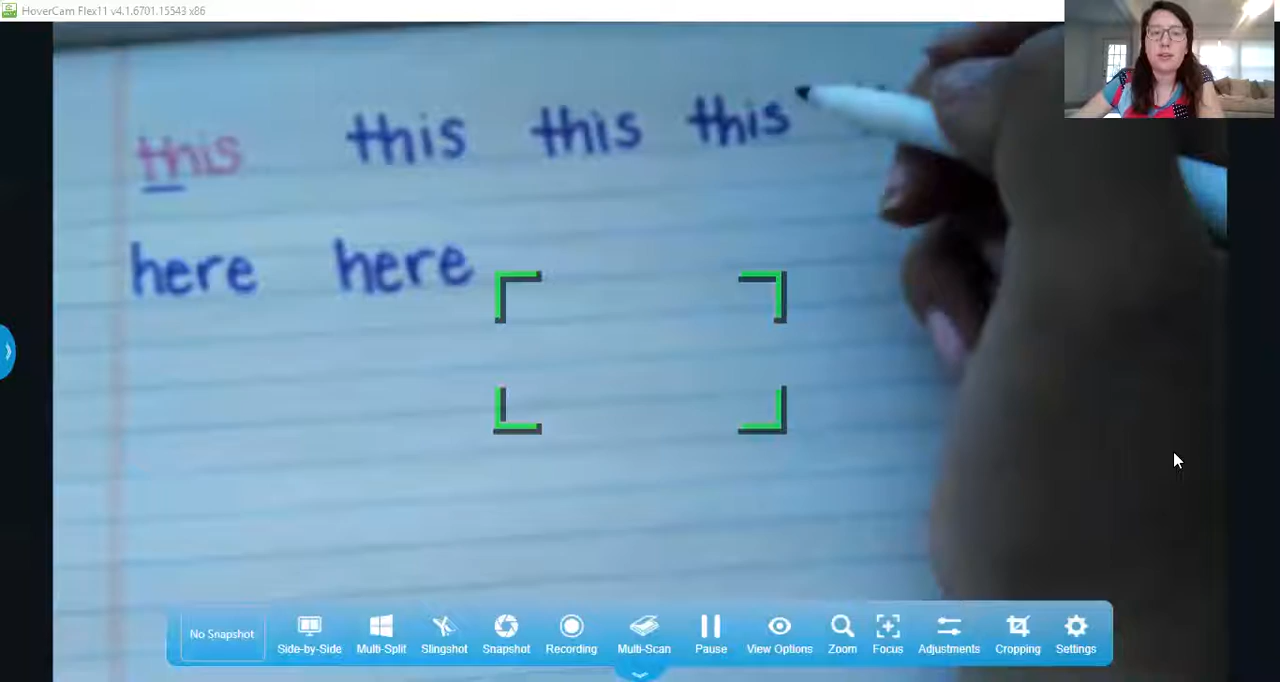 HoverCam Flex11 v4.1.6701.15543 x86
this this this this
here here
No Snapshot Side-by-Side Multi-Split Slingshot Snapshot Recording Multi-Scan Pause View Options Zoom Focus Adjustments Cropping Settings